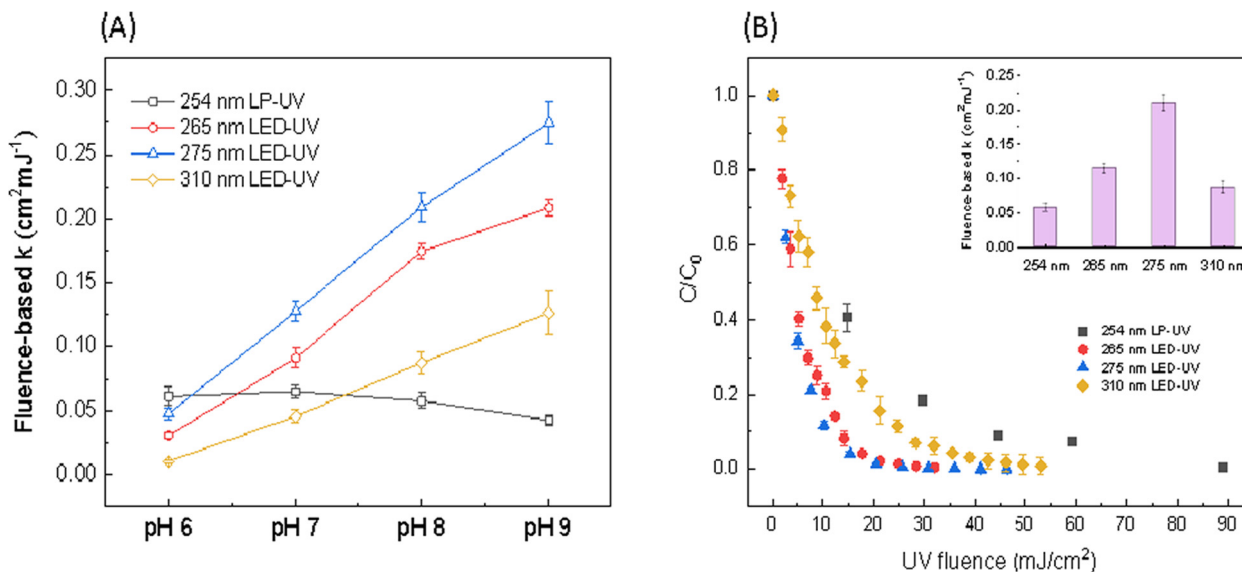 (A)
Fluence-based k (cm²mJ⁻¹)
0.30
0.25
0.20
0.15
0.10
0.05
0.00
254 nm LP-UV
265 nm LED-UV
275 nm LED-UV
310 nm LED-UV
pH 6
pH 7
pH 8
pH 9
(B)
C/C₀
1.0
0.8
0.6
0.4
0.2
0.0
0
10
20
30
40
50
60
70
80
90
UV fluence (mJ/cm²)
Fluence-based k (cm²mJ⁻¹)
0.25
0.20
0.15
0.10
0.05
0.00
254 nm
265 nm
275 nm
310 nm
254 nm LP-UV
265 nm LED-UV
275 nm LED-UV
310 nm LED-UV